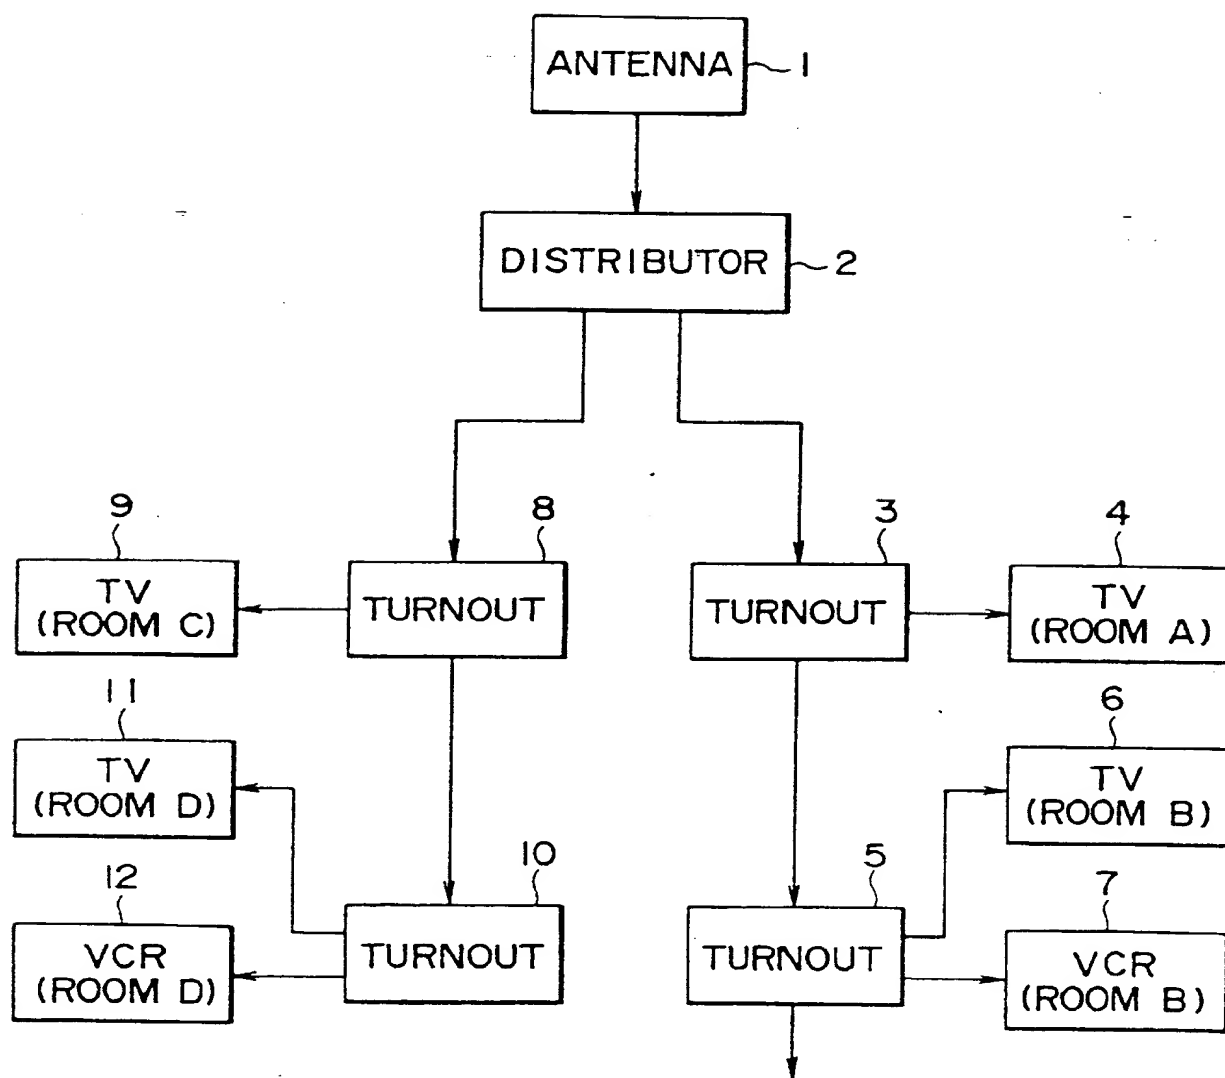 ANTENNA
1
DISTRIBUTOR
2
9
8
3
4
TV
(ROOM C)
TURNOUT
TURNOUT
TV
(ROOM A)
11
6
TV
(ROOM D)
TV
(ROOM B)
12
10
5
7
VCR
(ROOM D)
TURNOUT
TURNOUT
VCR
(ROOM B)